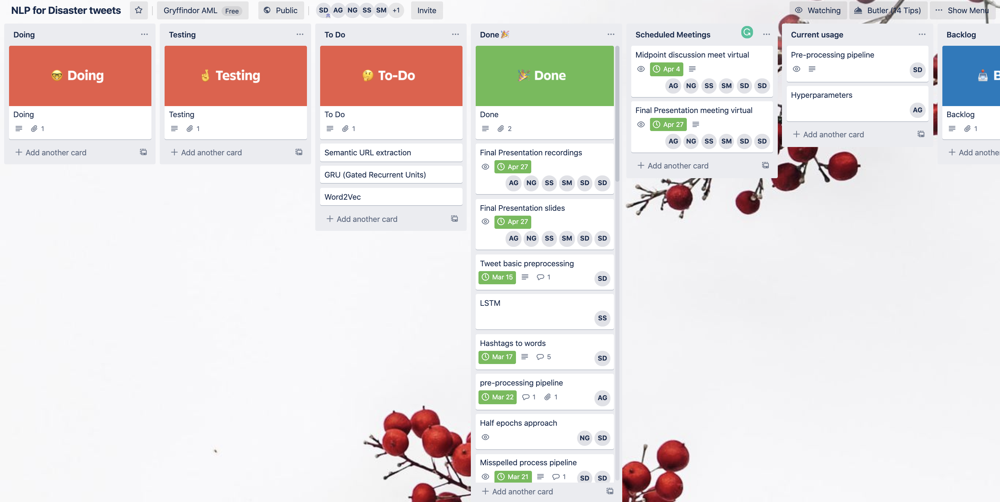 NLP for Disaster tweets
Gryffindor AML Free
Public
SD AG NG SS SM +1
Invite
Watching
Butler (14 Tips)
Show Menu
Doing
🤓 Doing
Doing
1
+ Add another card
Testing
🤞 Testing
Testing
1
+ Add another card
To Do
🤔 To-Do
To Do
1
Semantic URL extraction
GRU (Gated Recurrent Units)
Word2Vec
+ Add another card
Done🎉
🎉 Done
Done
2
Final Presentation recordings
Apr 27
AG NG SS SM SD SD
Final Presentation slides
Apr 27
AG NG SS SM SD SD
Tweet basic preprocessing
Mar 15 1
SD
LSTM
SS
Hashtags to words
Mar 17 5
SD
pre-processing pipeline
Mar 22 1 1
AG
Half epochs approach
NG SD
Misspelled process pipeline
Mar 21 1
SD SD
+ Add another card
Scheduled Meetings
Midpoint discussion meet virtual
Apr 4
AG NG SS SM SD SD
Final Presentation meeting virtual
Apr 27
AG NG SS SM SD SD
+ Add another card
Current usage
Pre-processing pipeline
SD
Hyperparameters
AG
+ Add another card
Backlog
📤 B
Backlog
1
+ Add anothe